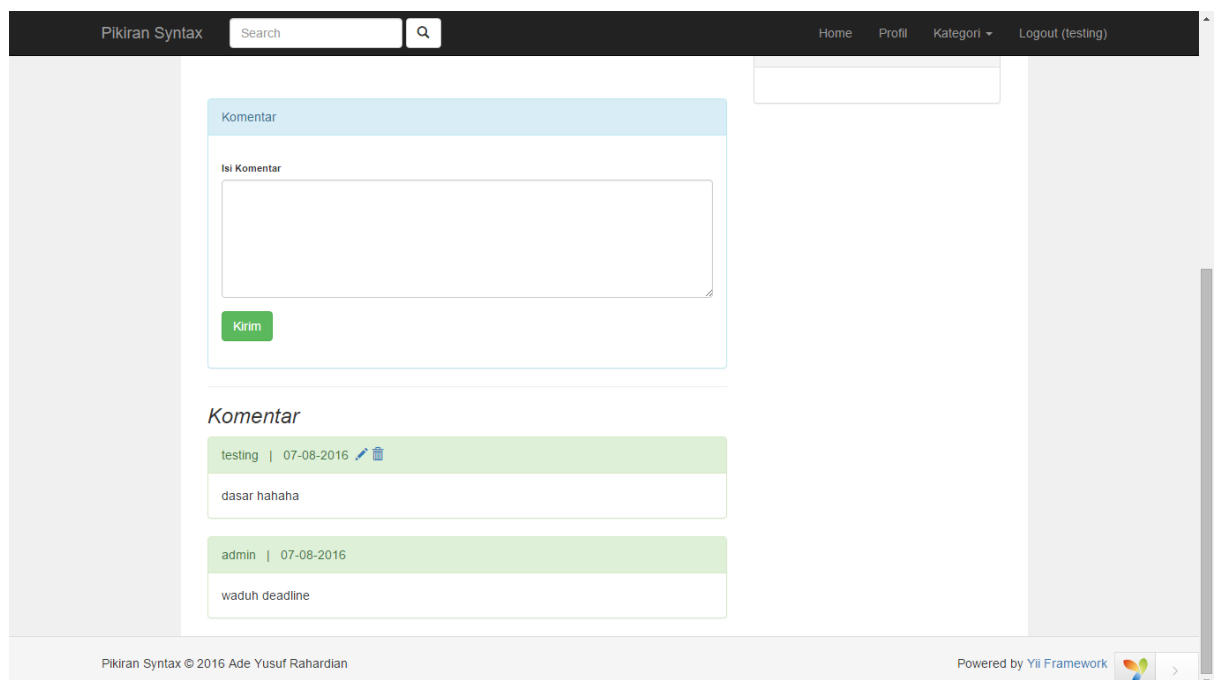 Pikiran Syntax Search Home Profil Kategori Logout (testing)
Komentar
Isi Komentar
Kirim
Komentar
testing | 07-08-2016
dasar hahaha
admin | 07-08-2016
waduh deadline
Pikiran Syntax © 2016 Ade Yusuf Rahardian Powered by Yii Framework